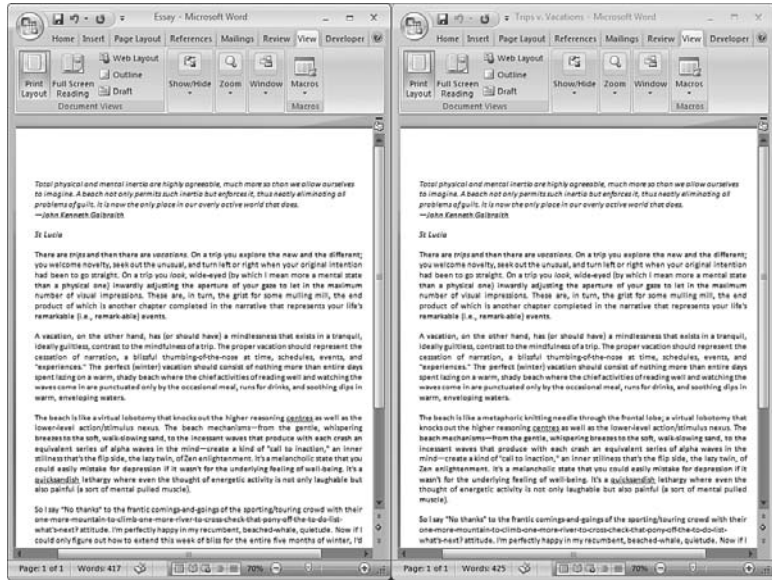 Essay - Microsoft Word
Home Insert Page Layout References Mailings Review View Developer
Print Layout
Full Screen Reading
Web Layout
Outline
Draft
Show/Hide
Zoom
Window
Macros
Document Views
Macros
Total physical and mental inertia are highly agreeable, much more so than we allow ourselves
to imagine. A beach not only permits such inertia but enforces it, thus neatly eliminating all
problems of guilt. It is now the only place in our overly active world that does.
—John Kenneth Galbraith
St Lucia
There are trips and then there are vacations. On a trip you explore the new and the different;
you welcome novelty, seek out the unusual, and turn left or right when your original intention
had been to go straight. On a trip you look, wide-eyed (by which I mean more a mental state
than a physical one) inwardly adjusting the aperture of your gaze to let in the maximum
number of visual impressions. These are, in turn, the grist for some mulling mill, the end
product of which is another chapter completed in the narrative that represents your life's
remarkable (i.e., remark-able) events.
A vacation, on the other hand, has (or should have) a mindlessness that exists in a tranquil,
ideally guiltless, contrast to the mindfulness of a trip. The proper vacation should represent the
cessation of narration, a blissful thumbing-of-the-nose at time, schedules, events, and
"experiences." The perfect (winter) vacation should consist of nothing more than entire days
spent lazing on a warm, shady beach where the chief activities of reading well and watching the
waves come in are punctuated only by the occasional meal, runs for drinks, and soothing dips in
warm, enveloping waters.
The beach is like a virtual lobotomy that knocks out the higher reasoning centres as well as the
lower-level action/stimulus nexus. The beach mechanisms—from the gentle, whispering
breezes to the soft, walk-slowing sand, to the incessant waves that produce with each crash an
equivalent series of alpha waves in the mind—create a kind of "call to inaction," an inner
stillness that's the flip side, the lazy twin, of Zen enlightenment. It's a melancholic state that you
could easily mistake for depression if it wasn't for the underlying feeling of well-being. It's a
quicksandish lethargy where even the thought of energetic activity is not only laughable but
also painful (a sort of mental pulled
muscle).
So I say "No thanks" to the frantic comings-and-goings of the sporting/touring crowd with their
one-more-mountain-to-climb-one-more-river-to-cross-check-that-pony-off-the-to-do-list-
what's-next? attitude. I'm perfectly happy in my recumbent, beached-whale, quietude. Now if I
could only figure out how to extend this week of bliss for the entire five months of winter, I'd
Page: 1 of 1 Words: 417 70%
Trips v. Vacations - Microsoft Word
Home Insert Page Layout References Mailings Review View Developer
Print Layout
Full Screen Reading
Web Layout
Outline
Draft
Show/Hide
Zoom
Window
Macros
Document Views
Macros
Total physical and mental inertia are highly agreeable, much more so than we allow ourselves
to imagine. A beach not only permits such inertia but enforces it, thus neatly eliminating all
problems of guilt. It is now the only place in our overly active world that does.
—John Kenneth Galbraith
St Lucia
There are trips and then there are vacations. On a trip you explore the new and the different;
you welcome novelty, seek out the unusual, and turn left or right when your original intention
had been to go straight. On a trip you look, wide-eyed (by which I mean more a mental state
than a physical one) inwardly adjusting the aperture of your gaze to let in the maximum
number of visual impressions. These are, in turn, the grist for some mulling mill, the end
product of which is another chapter completed in the narrative that represents your life's
remarkable (i.e., remark-able) events.
A vacation, on the other hand, has (or should have) a mindlessness that exists in a tranquil,
ideally guiltless, contrast to the mindfulness of a trip. The proper vacation should represent the
cessation of narration, a blissful thumbing-of-the-nose at time, schedules, events, and
"experiences." The perfect (winter) vacation should consist of nothing more than entire days
spent lazing on a warm, shady beach where the chief activities of reading well and watching the
waves come in are punctuated only by the occasional meal, runs for drinks, and soothing dips in
warm, enveloping waters.
The beach is like a metaphoric knitting needle through the frontal lobe; a virtual lobotomy that
knocks out the higher reasoning centres as well as the lower-level action/stimulus nexus. The
beach mechanisms—from the gentle, whispering breezes to the soft, walk-slowing sand, to the
incessant waves that produce with each crash an equivalent series of alpha waves in the
mind—create a kind of "call to inaction," an inner stillness that's the flip side, the lazy twin, of
Zen enlightenment. It's a melancholic state that you could easily mistake for depression if it
wasn't for the underlying feeling of well-being. It's a quicksandish lethargy where even the
thought of energetic activity is not only laughable but also painful (a sort of mental pulled
muscle).
So I say "No thanks" to the frantic comings-and-goings of the sporting/touring crowd with their
one-more-mountain-to-climb-one-more-river-to-cross-check-that-pony-off-the-to-do-list-
what's-next? attitude. I'm perfectly happy in my recumbent, beached-whale, quietude. Now if I
Page: 1 of 1 Words: 425 70%